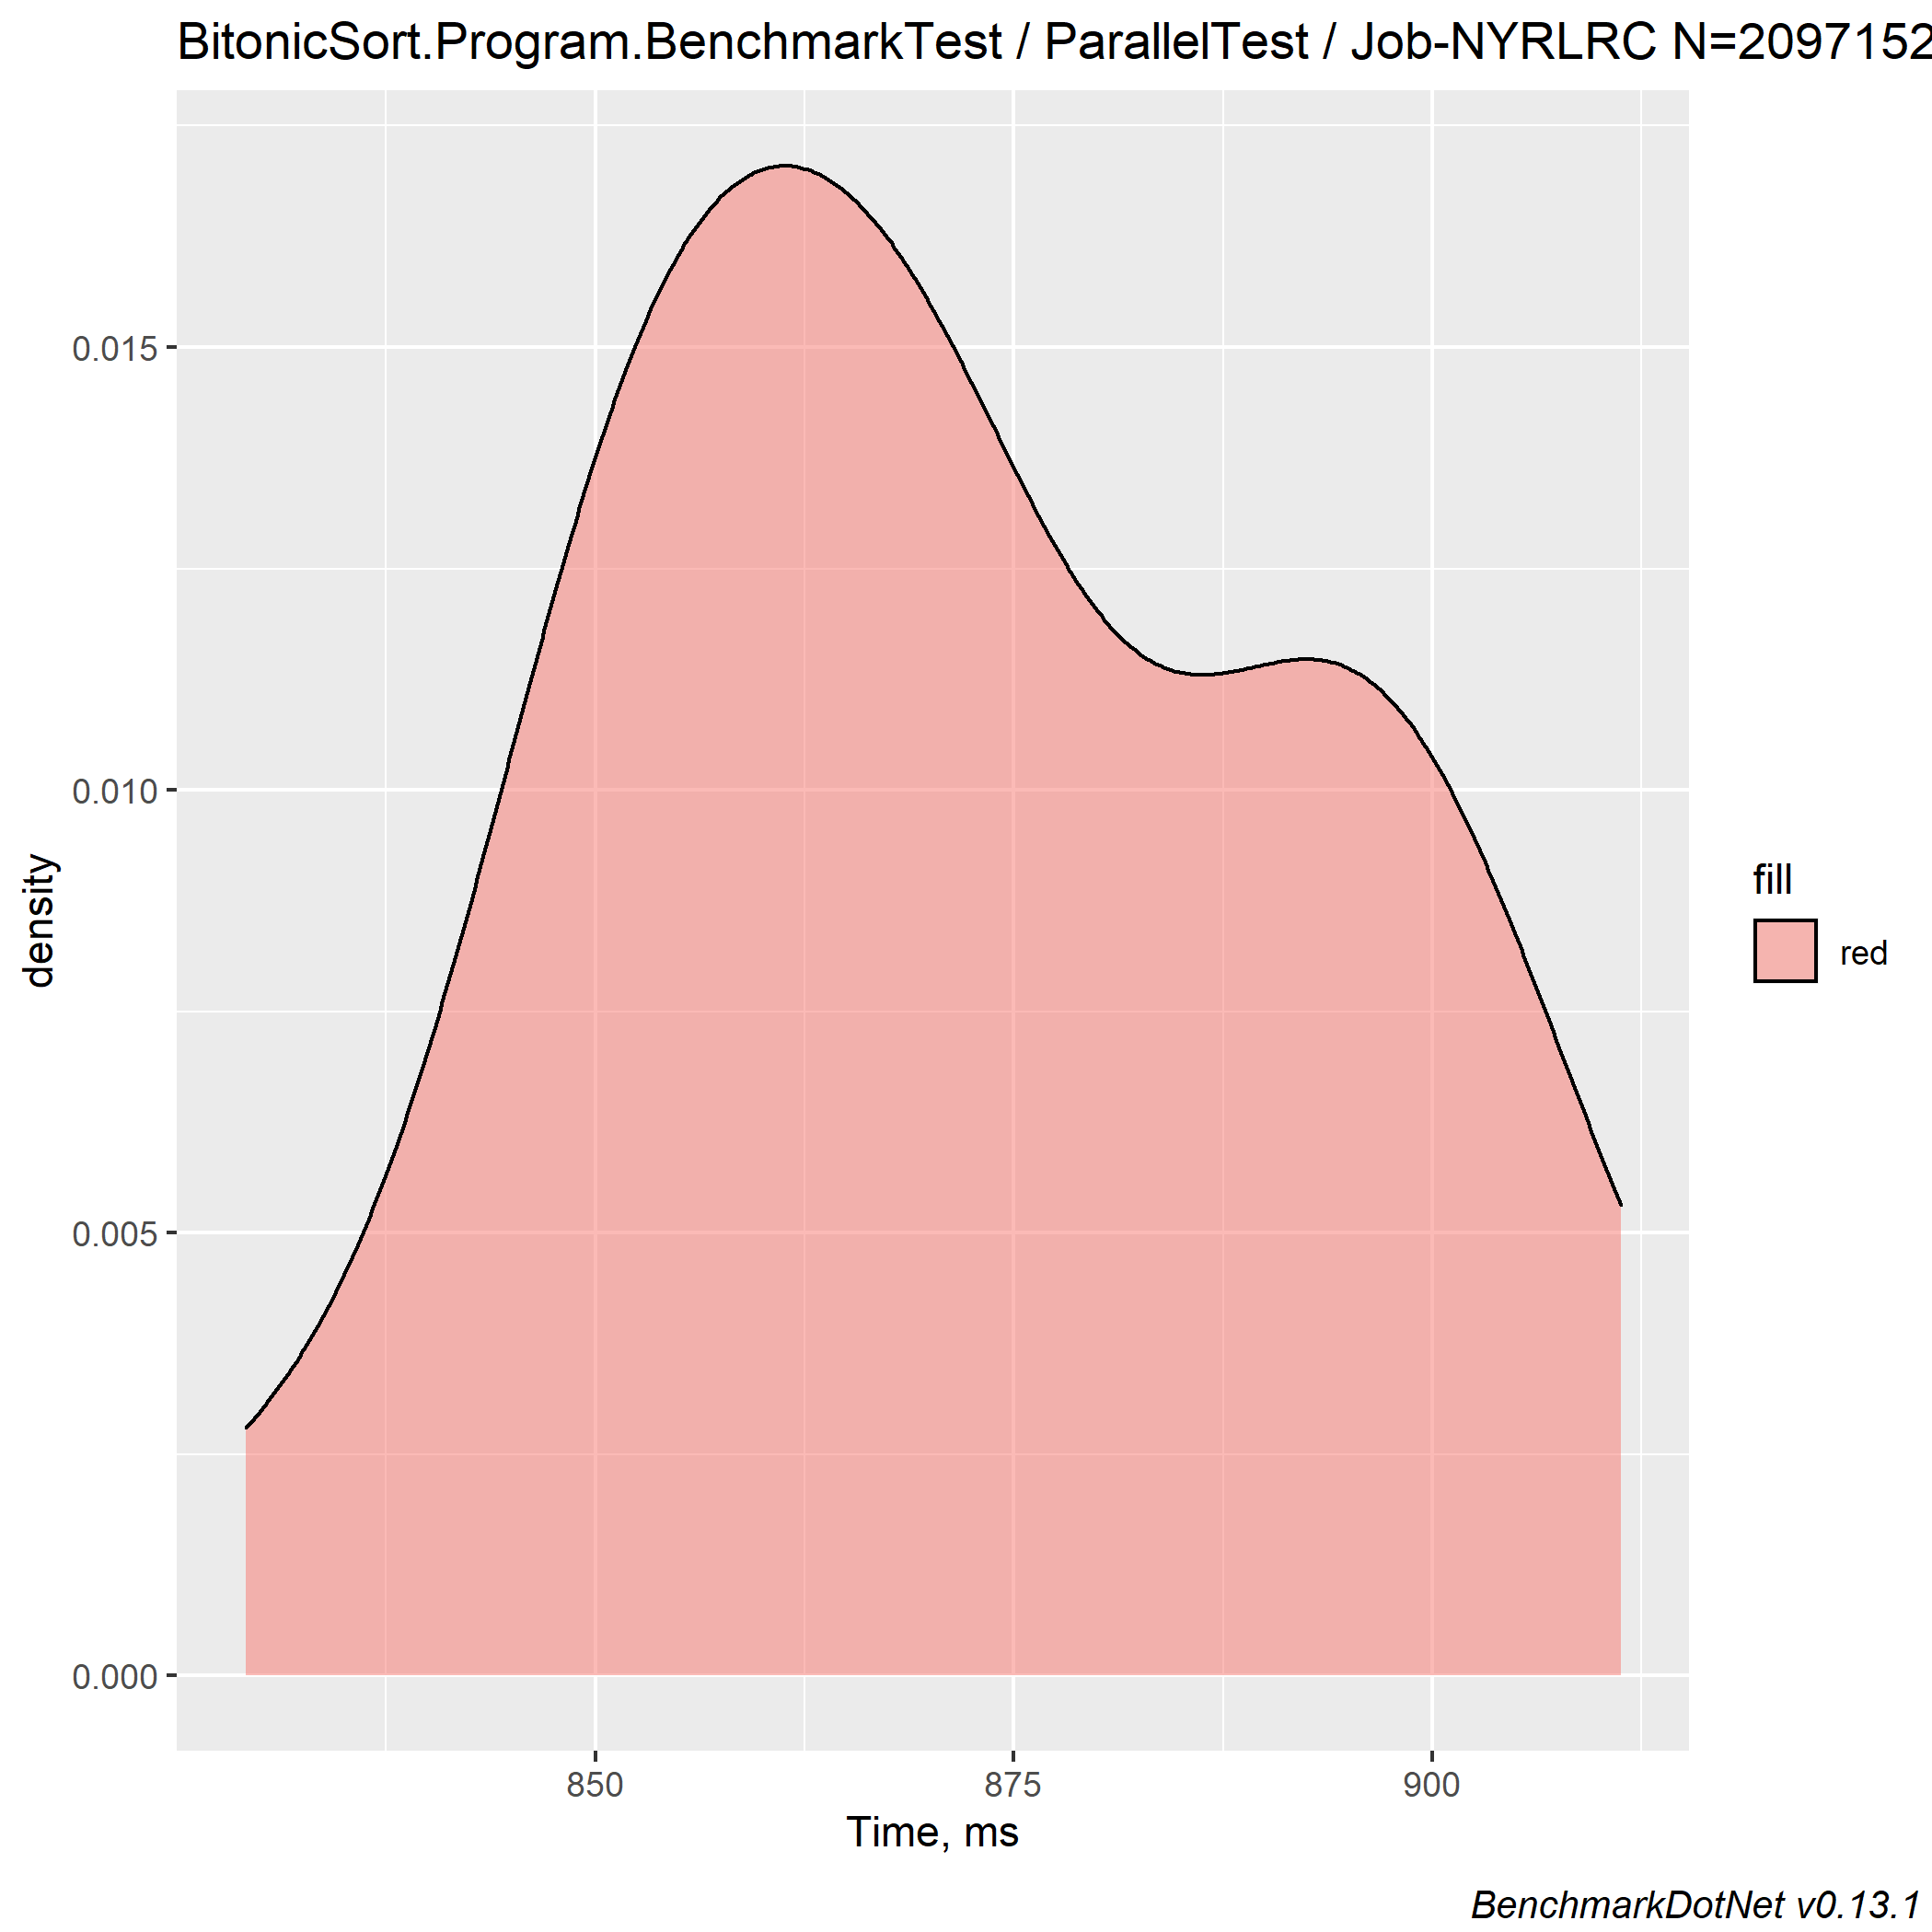 BitonicSort.Program.BenchmarkTest / ParallelTest / Job-NYRLRC N=2097152
0.015
0.010
0.005
0.000
density
850 875 900
Time, ms
fill
red
BenchmarkDotNet v0.13.1